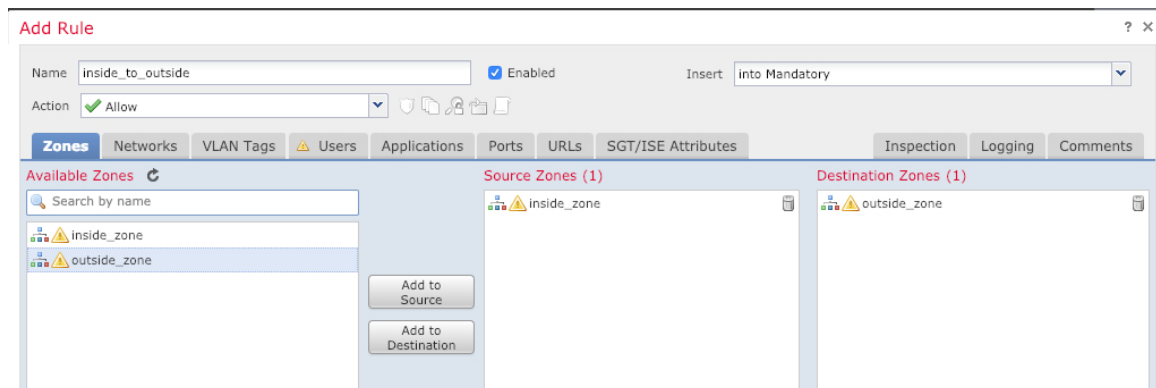 Add Rule
? ×
Name inside_to_outside Enabled Insert into Mandatory
Action Allow
Zones Networks VLAN Tags Users Applications Ports URLs SGT/ISE Attributes Inspection Logging Comments
Available Zones Source Zones (1) Destination Zones (1)
Search by name inside_zone outside_zone
inside_zone
outside_zone
Add to
Source
Add to
Destination